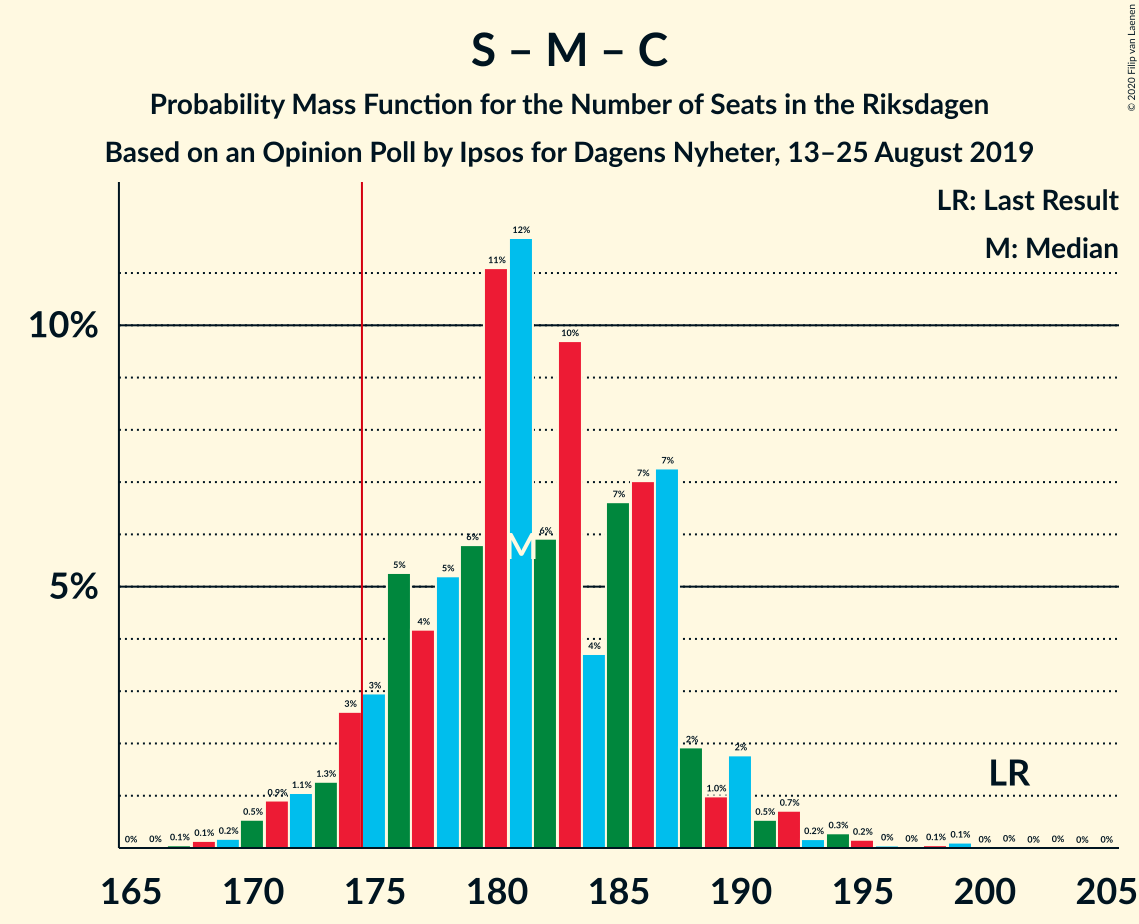 S – M – C
Probability Mass Function for the Number of Seats in the Riksdagen
Based on an Opinion Poll by Ipsos for Dagens Nyheter, 13–25 August 2019
© 2020 Filip van Laenen
LR: Last Result
M: Median
10%
5%
0% 0% 0.1% 0.1% 0.2% 0.5% 0.9% 1.1% 1.3% 3% 3% 5% 4% 5% 6% 11% 12% 6% 10% 4% 7% 7% 7% 2% 1.0% 2% 0.5% 0.7% 0.2% 0.3% 0.2% 0% 0% 0.1% 0.1% 0% 0% 0% 0% 0% 0%
M
LR
165 170 175 180 185 190 195 200 205